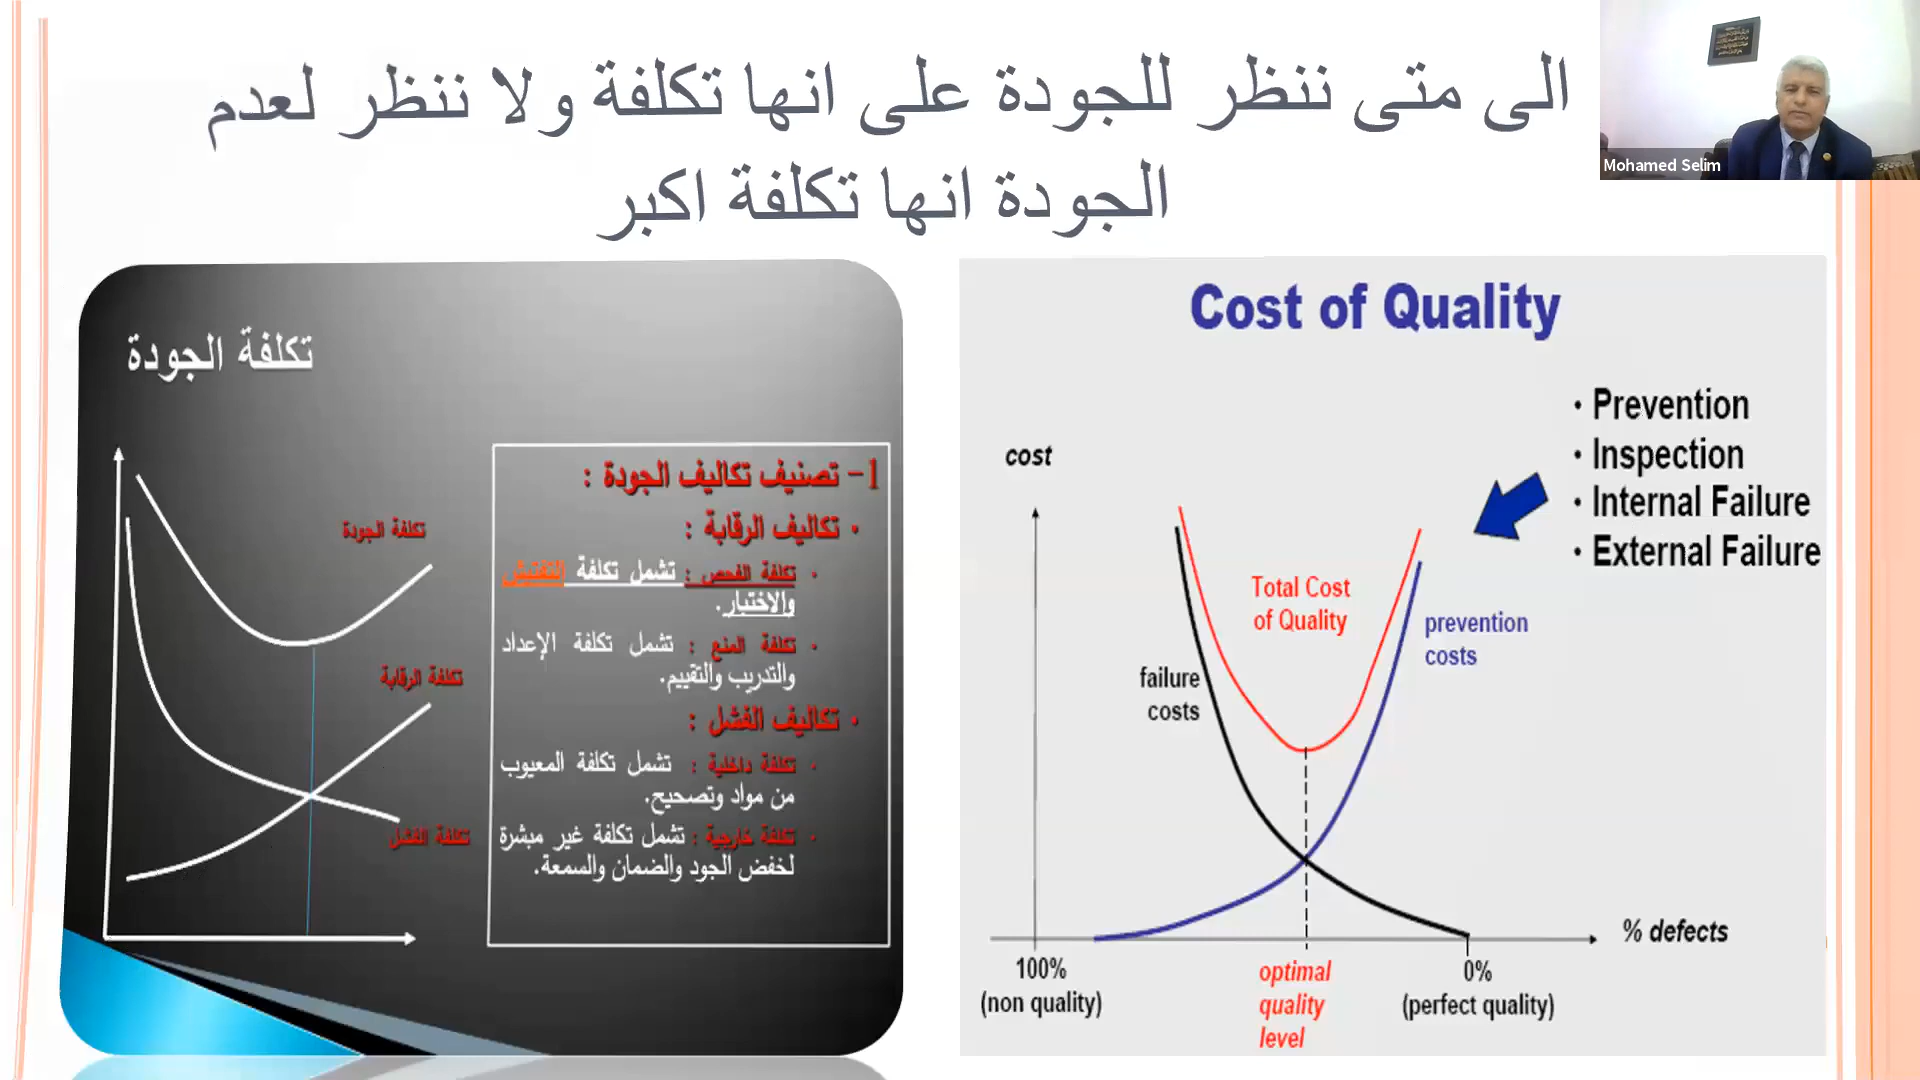 الى متى ننظر للجودة على انها تكلفة ولا ننظر لعدم
الجودة انها تكلفة اكبر
Mohamed Selim
تكلفة الجودة
تكلفة الجودة
تكلفة الرقابة
تكلفة الفشل
1- تصنيف تكاليف الجودة :
• تكاليف الرقابة :
• تكلفة الفحص : تشمل تكلفة التفتيش
والاختبار.
• تكلفة المنع : تشمل تكلفة الإعداد
والتدريب والتقييم.
• تكاليف الفشل :
• تكلفة داخلية : تشمل تكلفة المعيوب
من مواد وتصحيح.
• تكلفة خارجية : تشمل تكلفة غير مبشرة
لخفض الجود والضمان والسمعة.
Cost of Quality
• Prevention
• Inspection
• Internal Failure
• External Failure
cost
Total Cost
of Quality
prevention
costs
failure
costs
% defects
100%
(non quality)
optimal
quality
level
0%
(perfect quality)